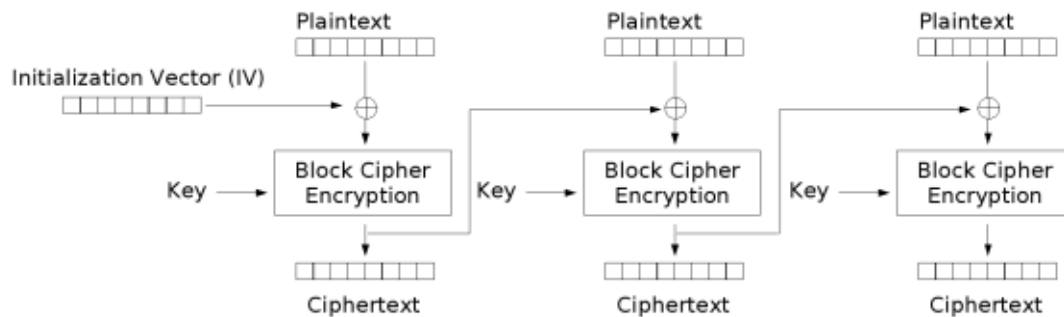 Plaintext
Plaintext
Plaintext
Initialization Vector (IV)
Key
Block Cipher
Encryption
Key
Block Cipher
Encryption
Key
Block Cipher
Encryption
Ciphertext
Ciphertext
Ciphertext